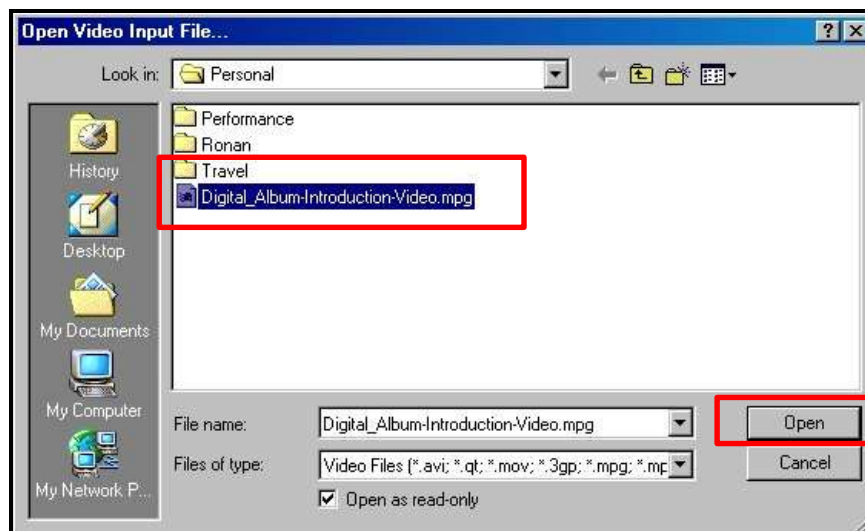 Open Video Input File...
Look in: Personal
Performance
Ronan
Travel
Digital_Album-Introduction-Video.mpg
History
Desktop
My Documents
My Computer
My Network P...
File name: Digital_Album-Introduction-Video.mpg Open
Files of type: Video Files (*.avi; *.qt; *.mov; *.3gp; *.mpg; *.mp Cancel
Open as read-only